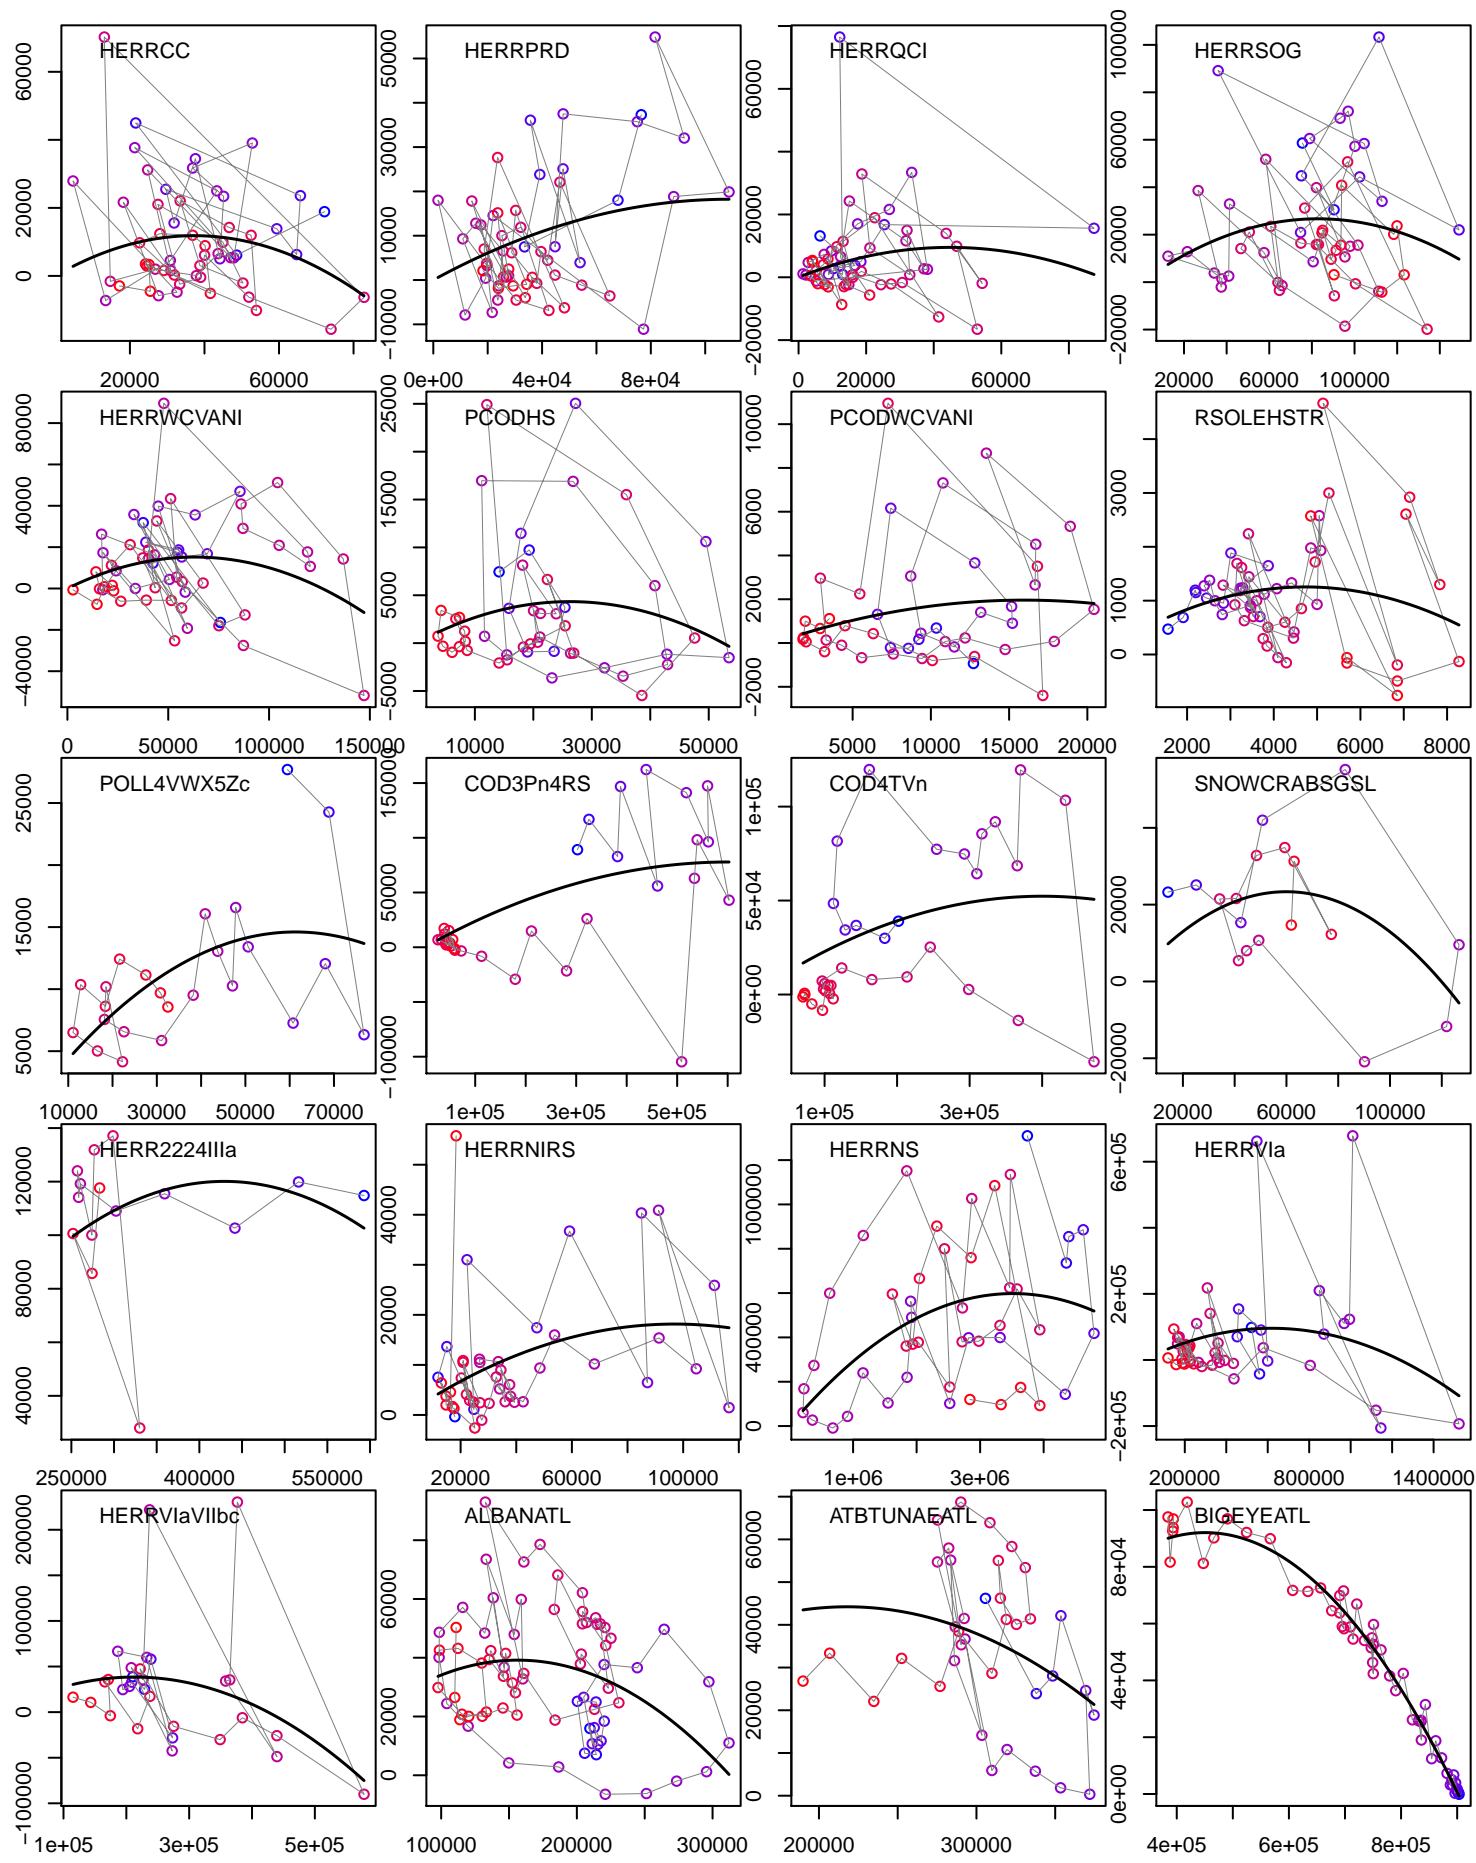 HERRCC
HERRPRD
HERRQCI
HERRSOG
0 20000 60000
−10000 10000 30000 50000
−20000 0 20000 60000
−20000 20000 60000 100000
20000 60000
0e+00 4e+04 8e+04
0 20000 60000
20000 60000 100000
HERRWCVANI
PCODHS
PCODWCVANI
RSOLEHSTR
−40000 0 40000 80000
−5000 5000 15000 25000
−2000 2000 6000 10000
0 1000 3000
0 50000 100000 150000
10000 30000 50000
5000 10000 15000 20000
2000 4000 6000 8000
POLL4VWX5Zc
COD3Pn4RS
COD4TVn
SNOWCRABSGSL
5000 15000 25000
−100000 0 50000 150000
0e+00 5e+04 1e+05
−20000 0 20000
10000 30000 50000 70000
1e+05 3e+05 5e+05
1e+05 3e+05
20000 60000 100000
HERR2224IIIa
HERRNIRS
HERRNS
HERRVIa
40000 80000 120000
0 20000 40000
0 400000 1000000
−2e+05 2e+05 6e+05
250000 400000 550000
20000 60000 100000
1e+06 3e+06
200000 800000 1400000
HERRVIaVIIbc
ALBANATL
ATBTUNAEATL
BIGEYEATL
−100000 0 100000 200000
0 20000 60000
0 20000 40000 60000
0e+00 4e+04 8e+04
−1e+05 3e+05 5e+05
100000 200000 300000
200000 300000
4e+05 6e+05 8e+05